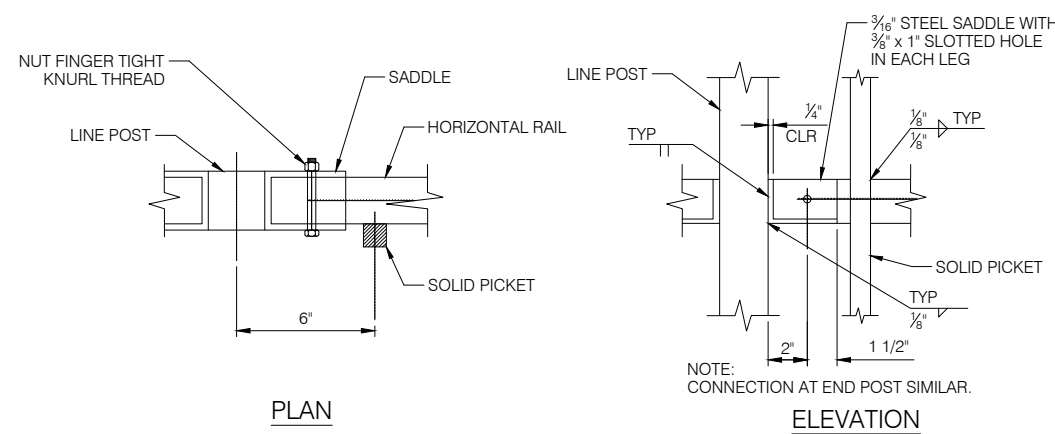 NUT FINGER TIGHT
KNURL THREAD
SADDLE
LINE POST
HORIZONTAL RAIL
SOLID PICKET
6"
PLAN
3/16" STEEL SADDLE WITH
3/8" x 1" SLOTTED HOLE
IN EACH LEG
LINE POST
1/4"
CLR
TYP
1/8"
1/8"
TYP
SOLID PICKET
TYP
1/8"
2"
1 1/2"
NOTE:
CONNECTION AT END POST SIMILAR.
ELEVATION